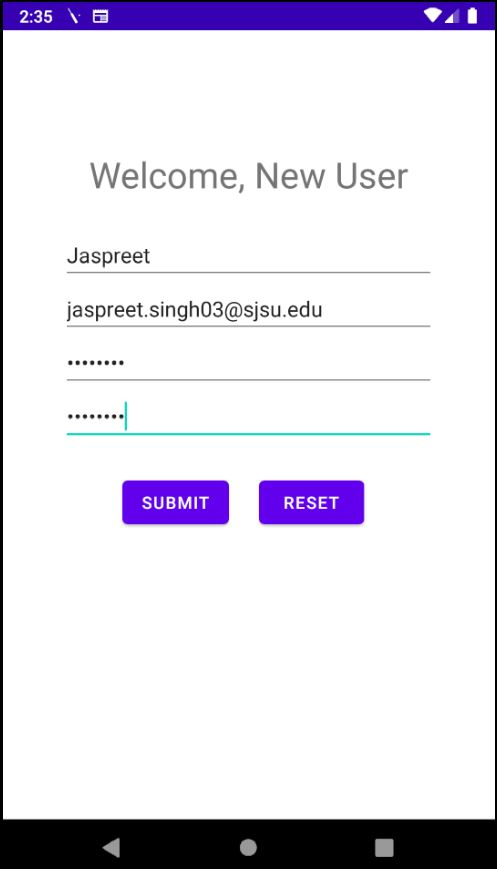 2:35
Welcome, New User
Jaspreet
jaspreet.singh03@sjsu.edu
••••••••
••••••••
SUBMIT RESET